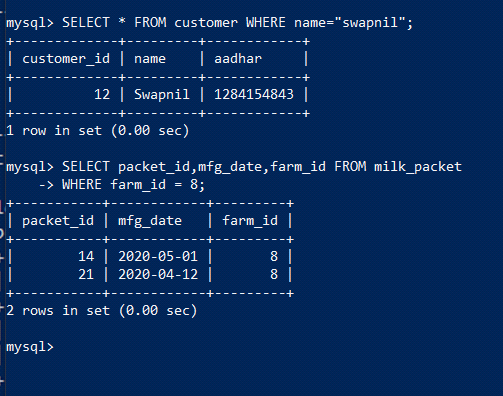 mysql> SELECT * FROM customer WHERE name="swapnil";
+-------------+---------+------------+
| customer_id | name    | aadhar     |
+-------------+---------+------------+
|          12 | Swapnil | 1284154843 |
+-------------+---------+------------+
1 row in set (0.00 sec)
mysql> SELECT packet_id,mfg_date,farm_id FROM milk_packet
    -> WHERE farm_id = 8;
+-----------+------------+---------+
| packet_id | mfg_date   | farm_id |
+-----------+------------+---------+
|        14 | 2020-05-01 |       8 |
|        21 | 2020-04-12 |       8 |
+-----------+------------+---------+
2 rows in set (0.00 sec)
mysql>